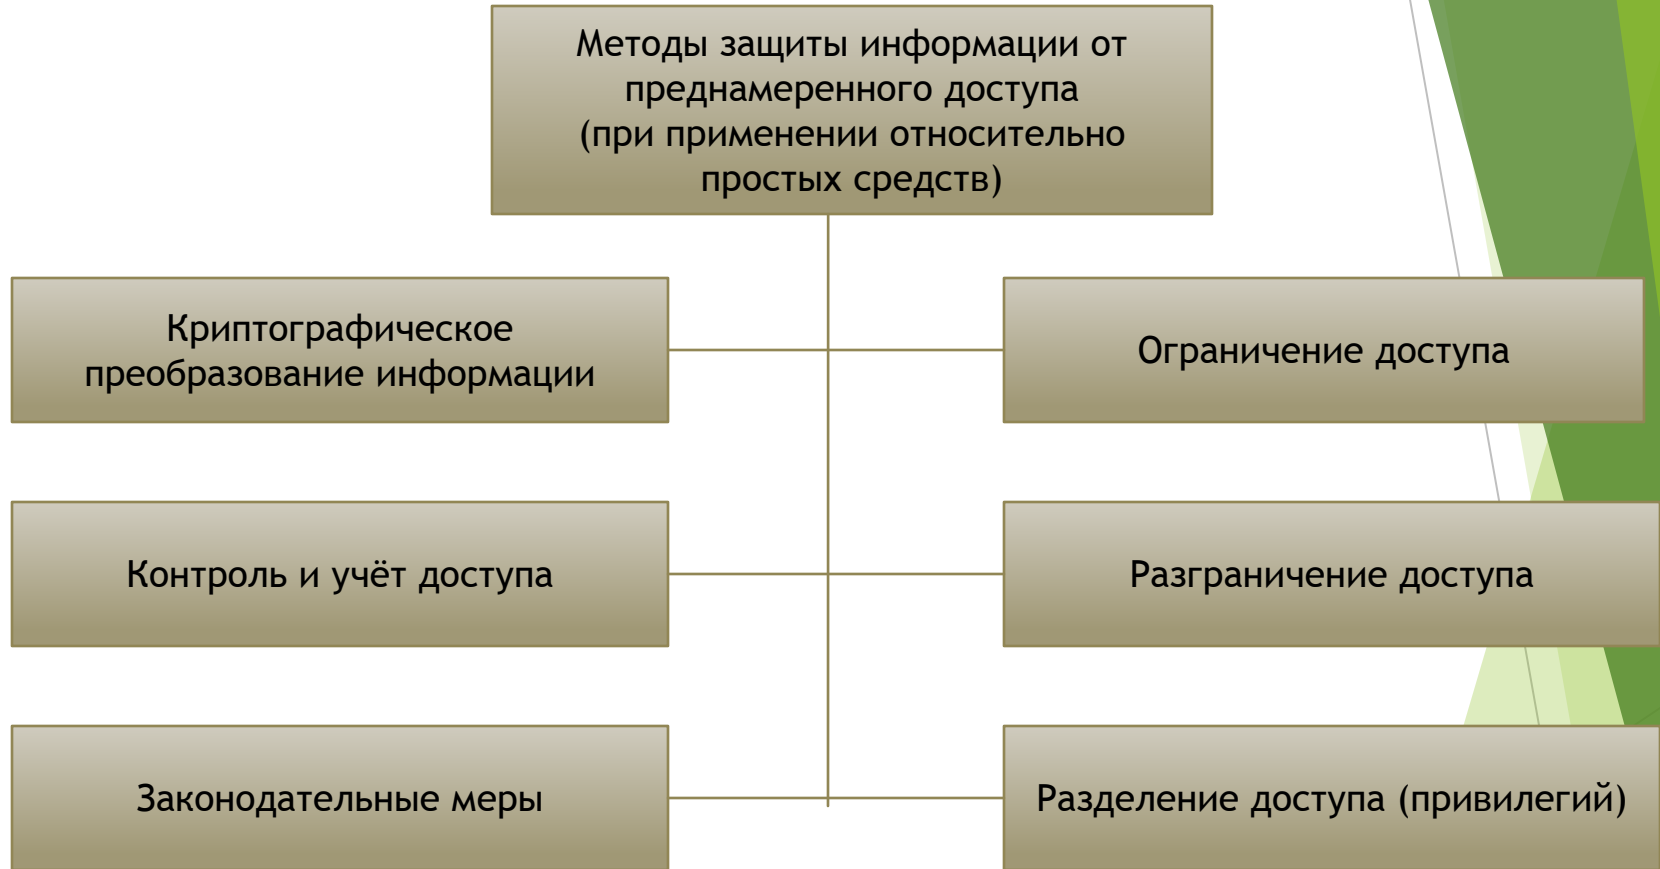 Методы защиты информации от
преднамеренного доступа
(при применении относительно
простых средств)
Криптографическое
преобразование информации
Ограничение доступа
Контроль и учёт доступа
Разграничение доступа
Законодательные меры
Разделение доступа (привилегий)